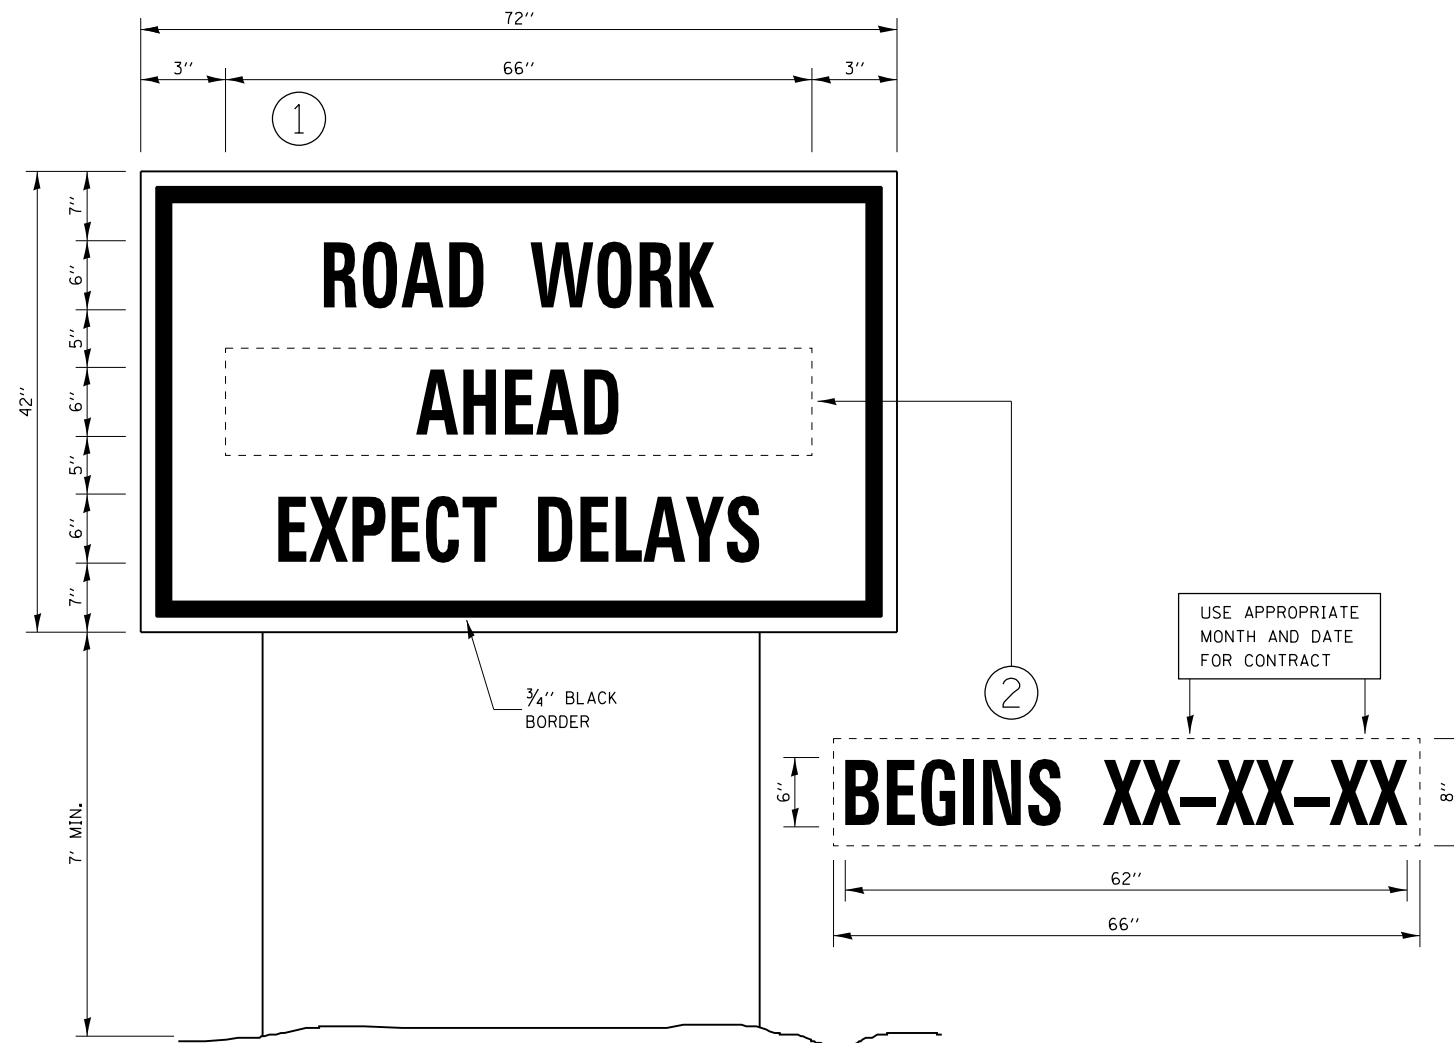 72''
3'' 66'' 3''
1
7''
6''
5''
6''
5''
6''
7''
42''
ROAD WORK
AHEAD
EXPECT DELAYS
3/4'' BLACK
BORDER
7' MIN.
2
USE APPROPRIATE
MONTH AND DATE
FOR CONTRACT
6''
BEGINS XX-XX-XX
8''
62''
66''